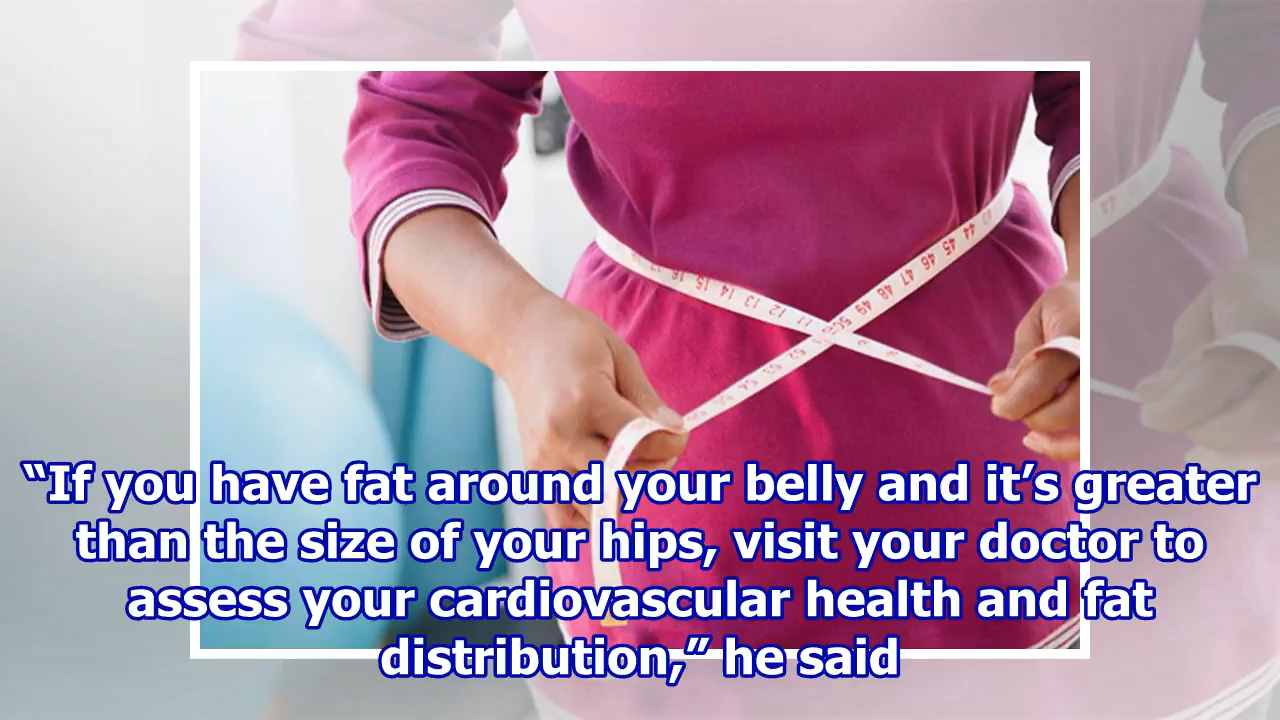 “If you have fat around your belly and it’s greater
than the size of your hips, visit your doctor to
assess your cardiovascular health and fat
distribution,” he said